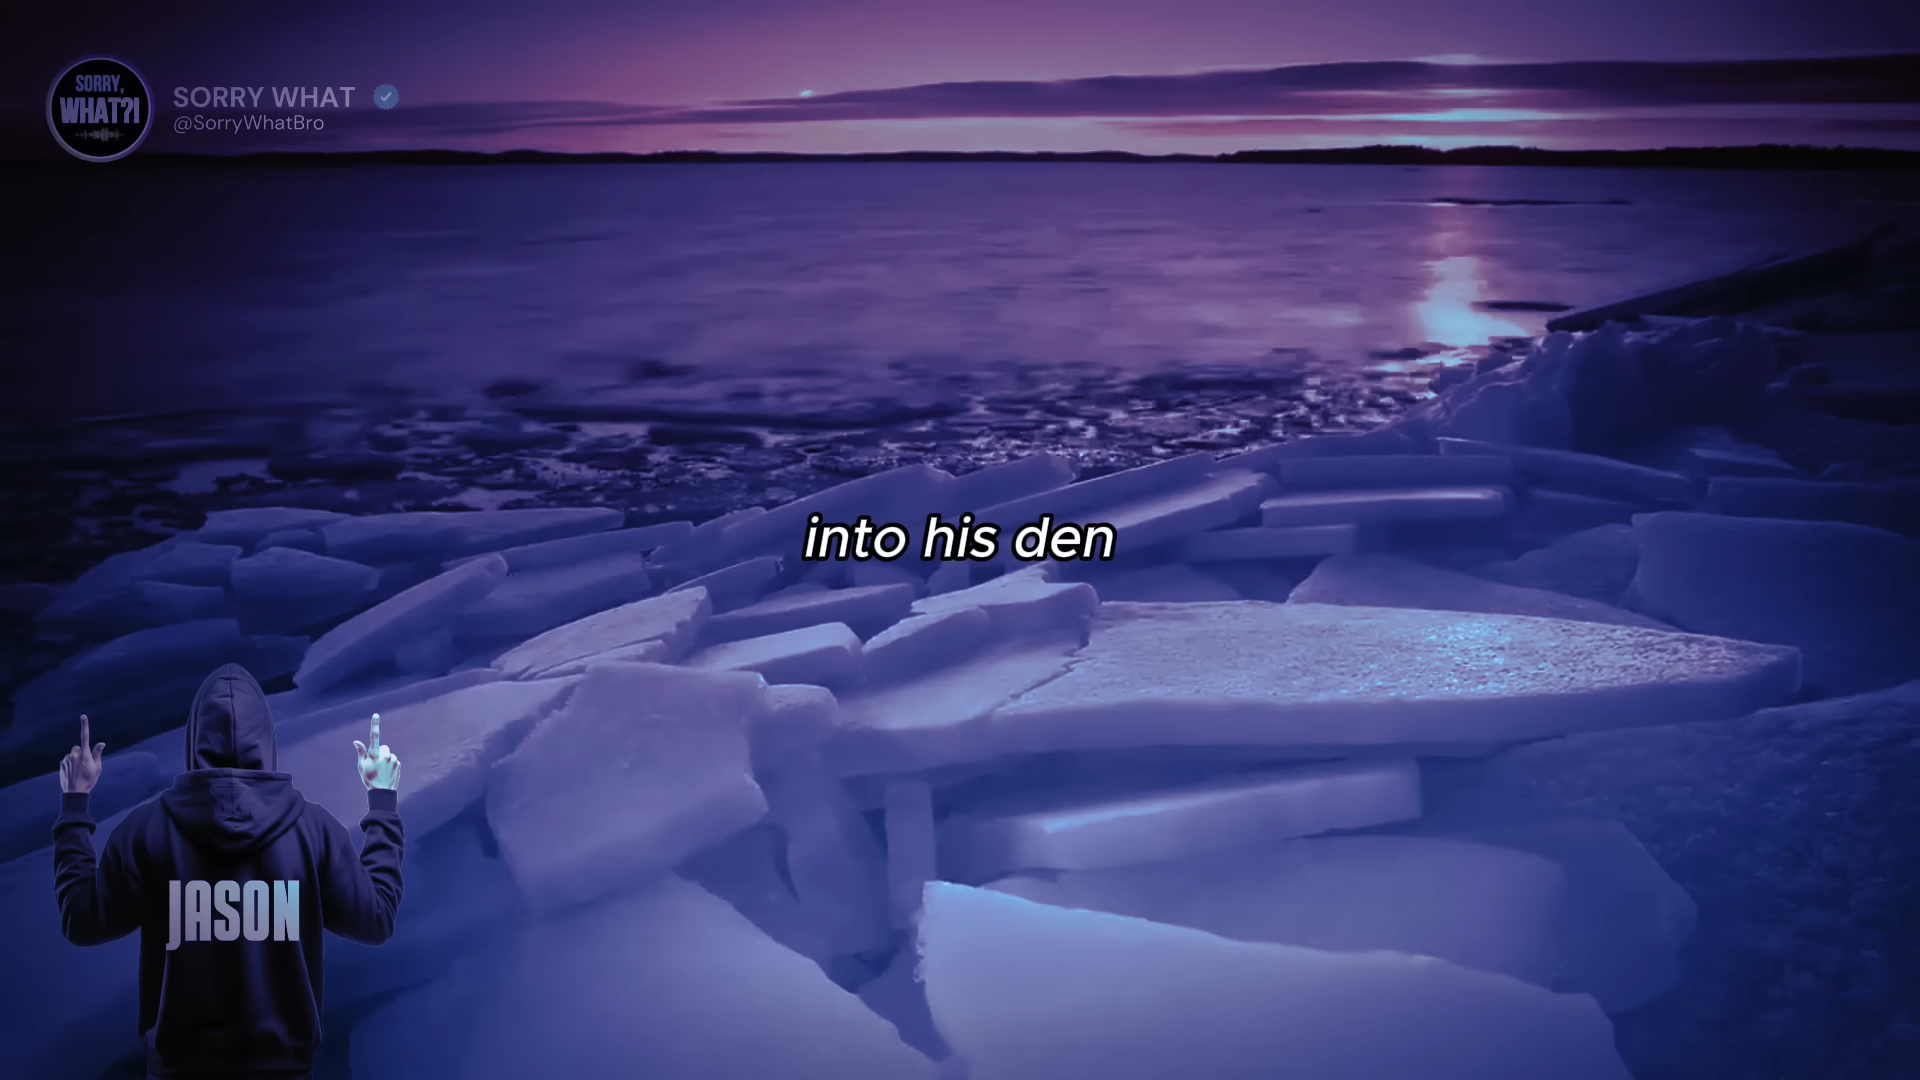 SORRY,
WHAT?!
SORRY WHAT
@SorryWhatBro
into his den
JASON